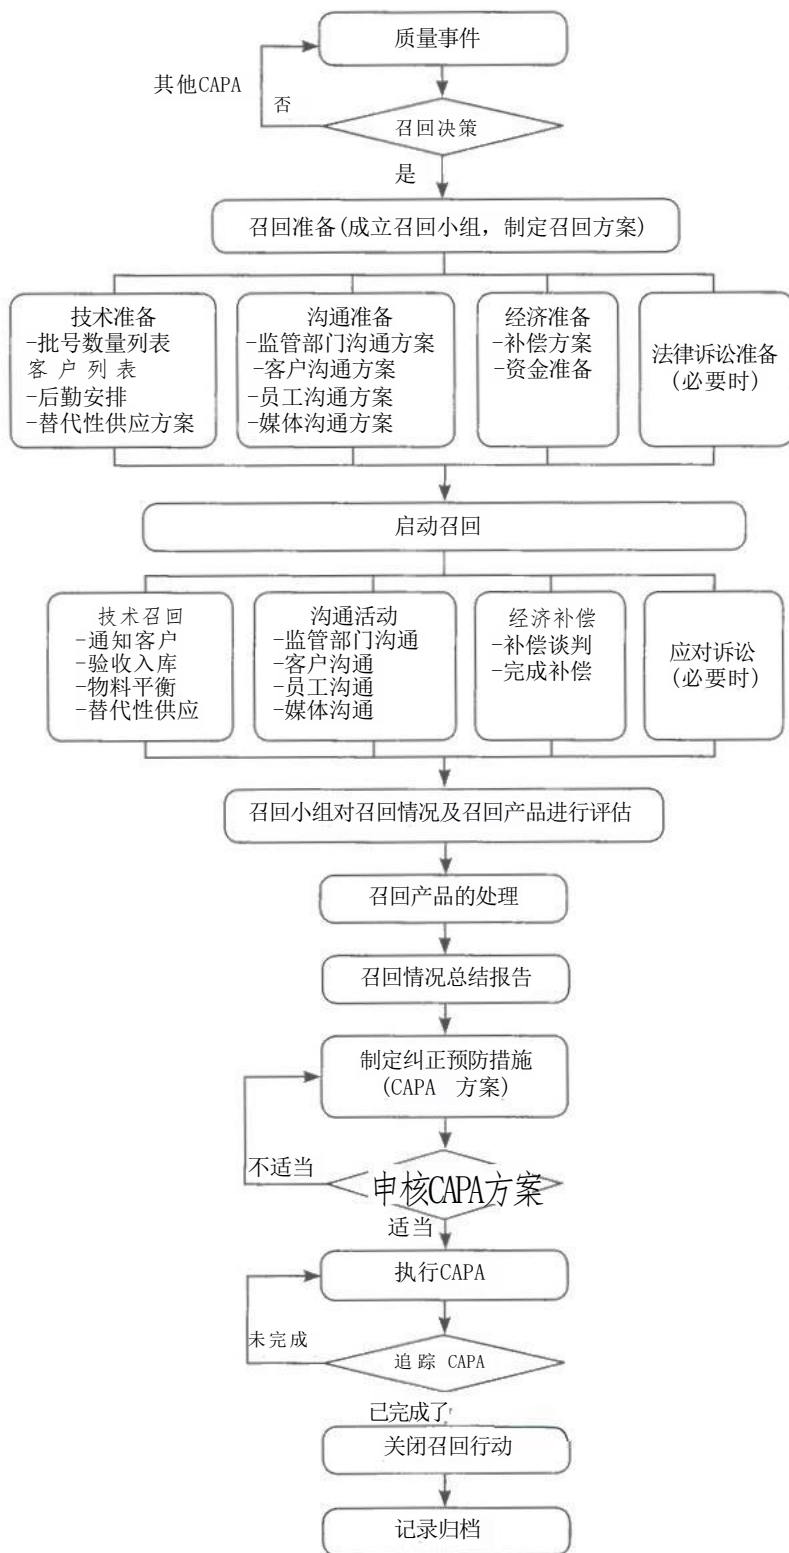 质量事件
其他CAPA
否
召回决策
是
召回准备(成立召回小组，制定召回方案)
技术准备
-批号数量列表
客户列表
-后勤安排
-替代性供应方案
沟通准备
-监管部门沟通方案
-客户沟通方案
-员工沟通方案
-媒体沟通方案
经济准备
-补偿方案
-资金准备
法律诉讼准备
(必要时)
启动召回
技术召回
-通知客户
-验收入库
-物料平衡
-替代性供应
沟通活动
-监管部门沟通
-客户沟通
-员工沟通
-媒体沟通
经济补偿
-补偿谈判
-完成补偿
应对诉讼
(必要时)
召回小组对召回情况及召回产品进行评估
召回产品的处理
召回情况总结报告
制定纠正预防措施
(CAPA 方案)
不适当
申核CAPA方案
适当
执行CAPA
未完成
追踪 CAPA
已完成了
关闭召回行动
记录归档